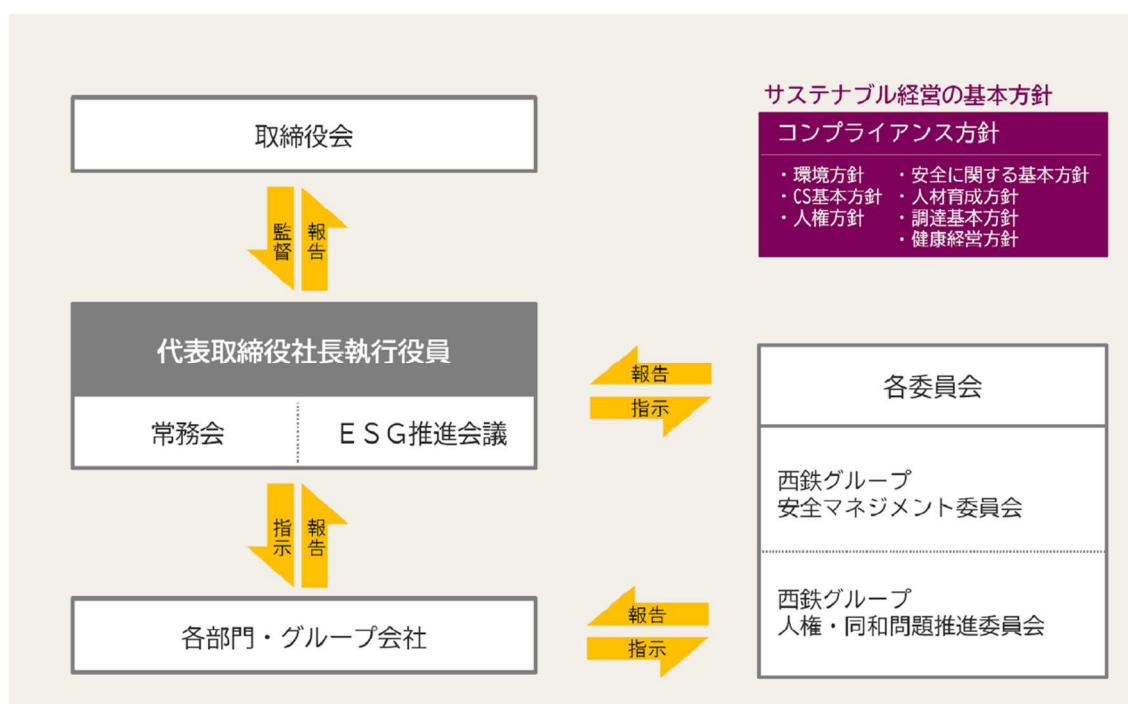 サステナブル経営の基本方針
コンプライアンス方針
・環境方針
・CS基本方針
・人権方針
・安全に関する基本方針
・人材育成方針
・調達基本方針
・健康経営方針
取締役会
監督
報告
代表取締役社長執行役員
常務会
ESG推進会議
報告
指示
各委員会
西鉄グループ
安全マネジメント委員会
西鉄グループ
人権・同和問題推進委員会
指示
報告
各部門・グループ会社
報告
指示